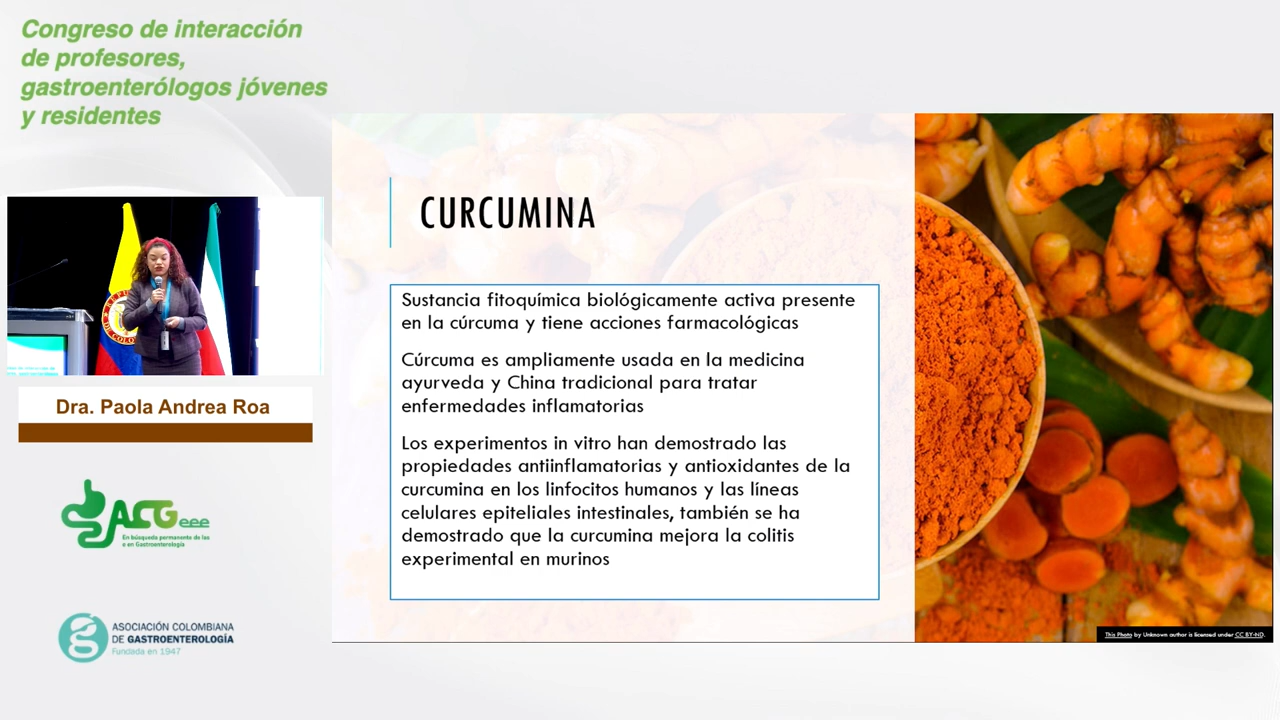 Congreso de interacción
de profesores,
gastroenterólogos jóvenes
y residentes
CURCUMINA
Sustancia fitoquímica biológicamente activa presente
en la cúrcuma y tiene acciones farmacológicas
Cúrcuma es ampliamente usada en la medicina
ayurveda y China tradicional para tratar
enfermedades inflamatorias
Los experimentos in vitro han demostrado las
propiedades antiinflamatorias y antioxidantes de la
curcumina en los linfocitos humanos y las líneas
celulares epiteliales intestinales, también se ha
demostrado que la curcumina mejora la colitis
experimental en murinos
This Photo by Unknown author is licensed under CC BY-ND.
Dra. Paola Andrea Roa
ACGeee
En búsqueda permanente de las
e en Gastroenterología
ASOCIACIÓN COLOMBIANA
DE GASTROENTEROLOGÍA
Fundada en 1947